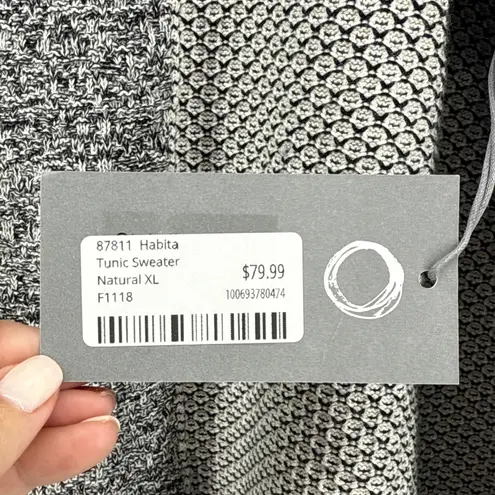 87811 Habita
Tunic Sweater
Natural XL
$79.99
F1118
100693780474